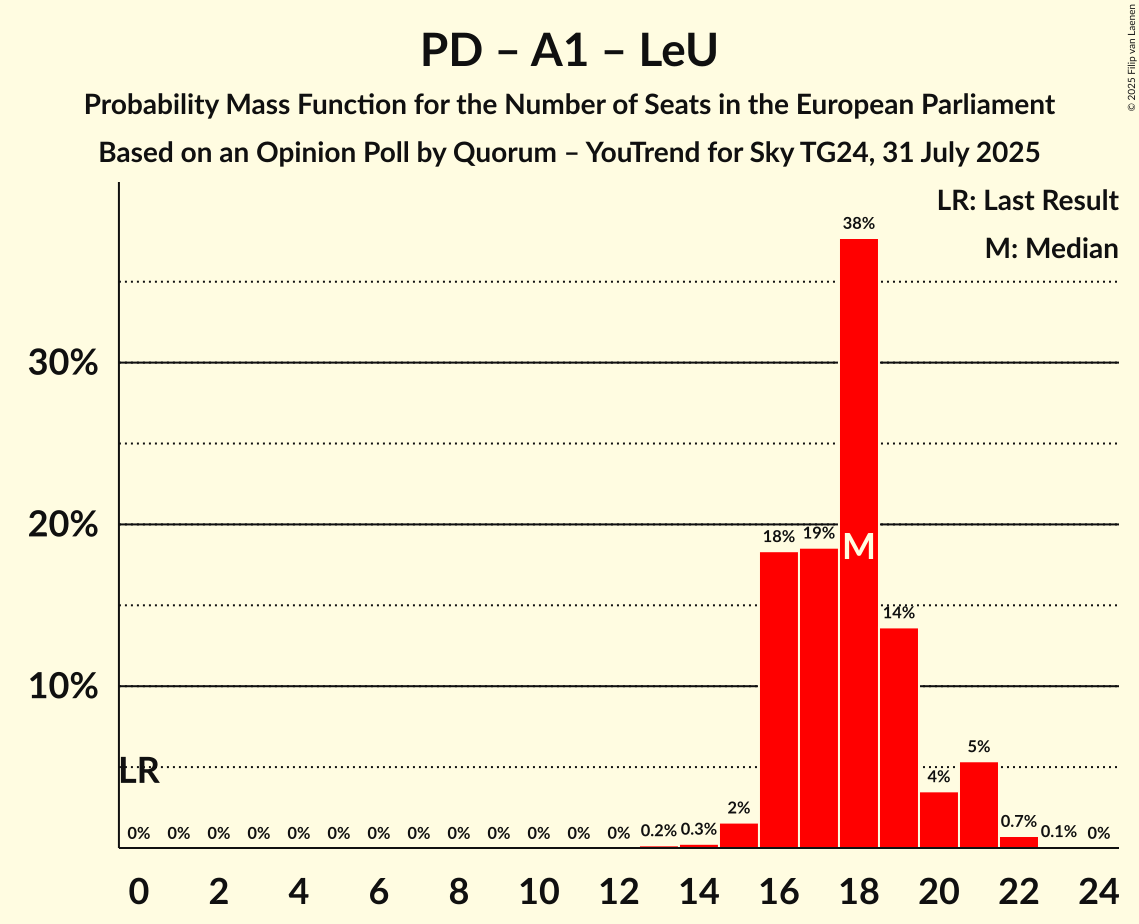 PD – A1 – LeU
Probability Mass Function for the Number of Seats in the European Parliament
Based on an Opinion Poll by Quorum – YouTrend for Sky TG24, 31 July 2025
© 2025 Filip van Laenen
LR: Last Result
M: Median
38%
30%
20%
18% 19%
M
14%
10%
LR
5%
4%
2%
0% 0% 0% 0% 0% 0% 0% 0% 0% 0% 0% 0% 0% 0.2% 0.3% 0.7% 0.1% 0%
0 2 4 6 8 10 12 14 16 18 20 22 24